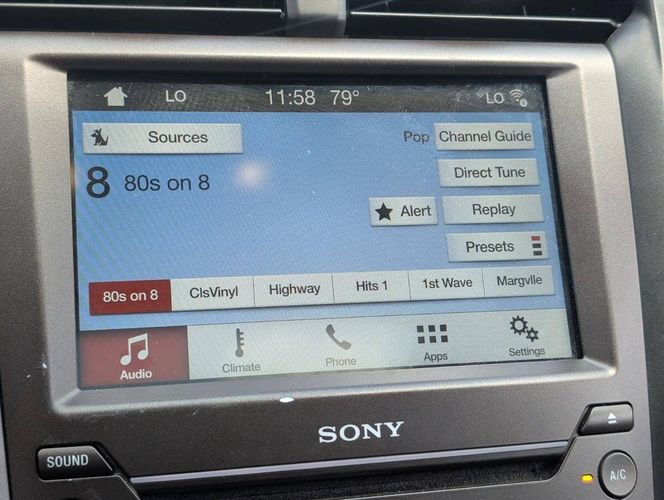 LO 11:58 79° LO
Sources
Pop Channel Guide
8 80s on 8
Direct Tune
Alert Replay
Presets
80s on 8 ClsVinyl Highway Hits 1 1st Wave Margvlle
Audio Climate Phone Apps Settings
SONY
SOUND
A/C